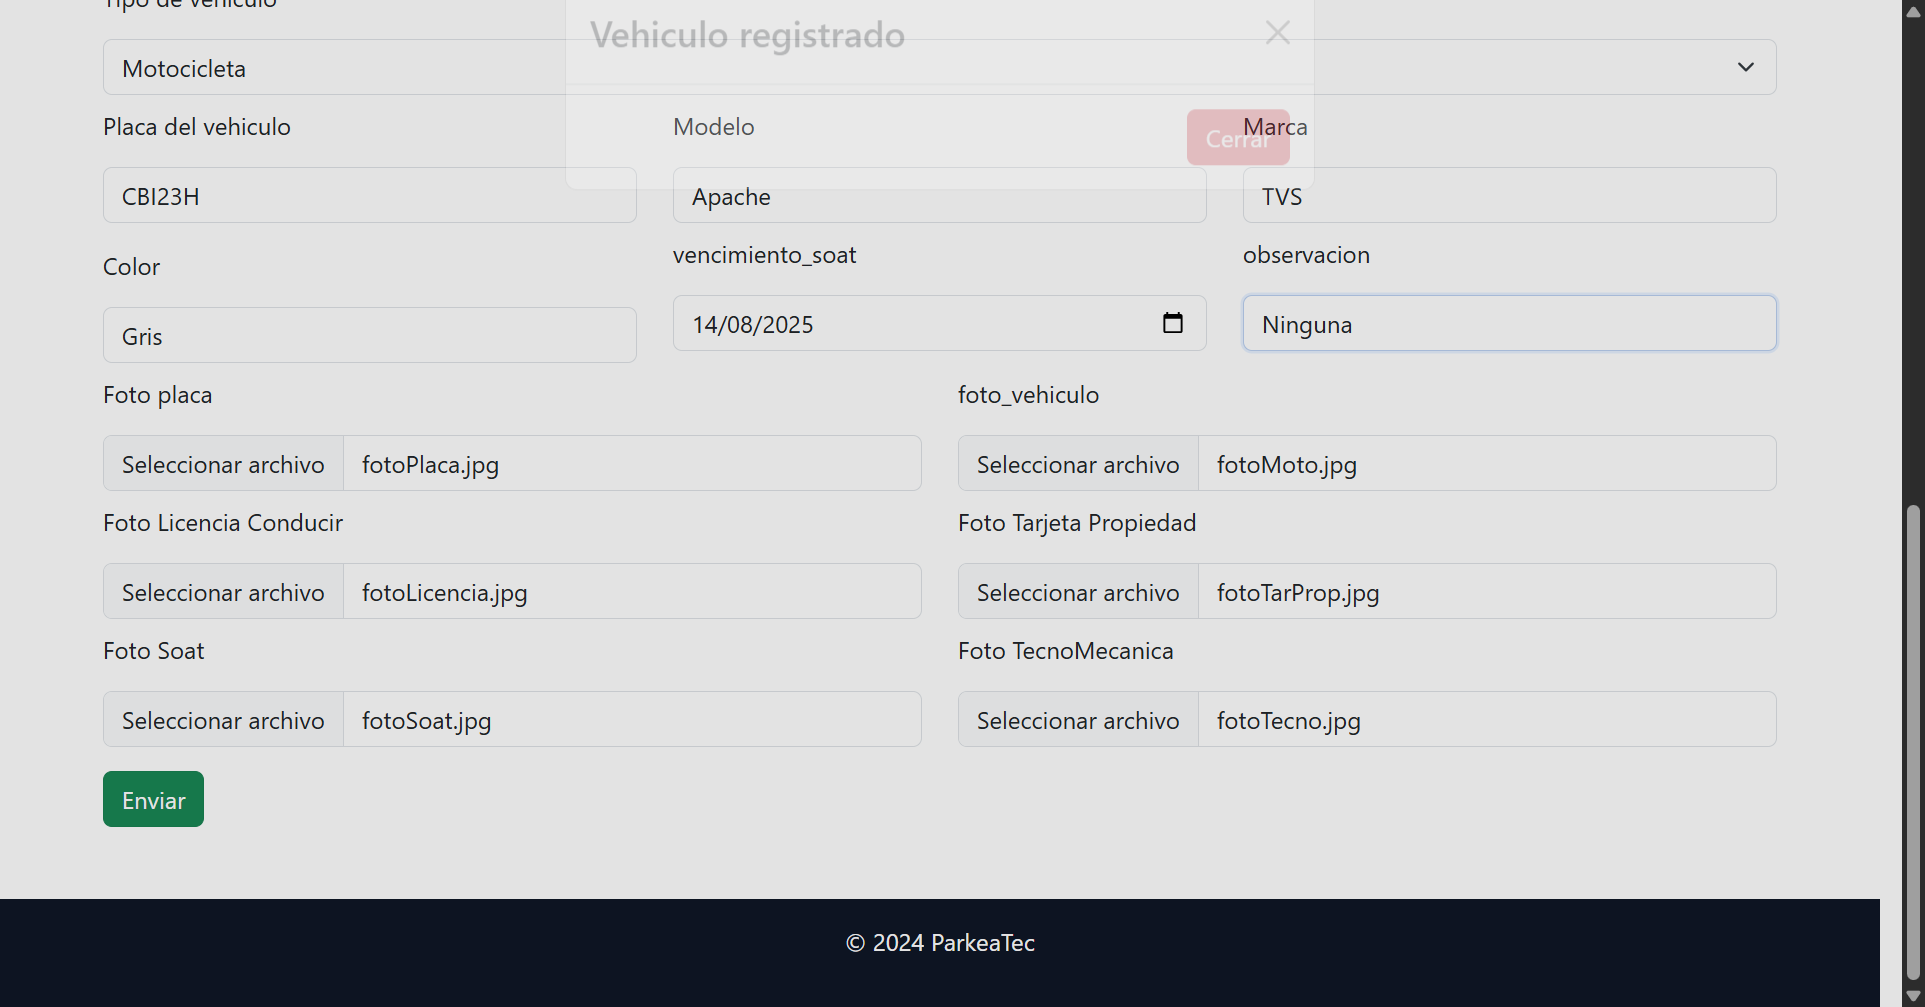 Tipo de vehiculo
Vehiculo registrado
Motocicleta
Placa del vehiculo
Modelo
Marca
Cerrar
CBI23H
Apache
TVS
Color
vencimiento_soat
observacion
Gris
14/08/2025
Ninguna
Foto placa
foto_vehiculo
Seleccionar archivo fotoPlaca.jpg
Seleccionar archivo fotoMoto.jpg
Foto Licencia Conducir
Foto Tarjeta Propiedad
Seleccionar archivo fotoLicencia.jpg
Seleccionar archivo fotoTarProp.jpg
Foto Soat
Foto TecnoMecanica
Seleccionar archivo fotoSoat.jpg
Seleccionar archivo fotoTecno.jpg
Enviar
© 2024 ParkeaTec